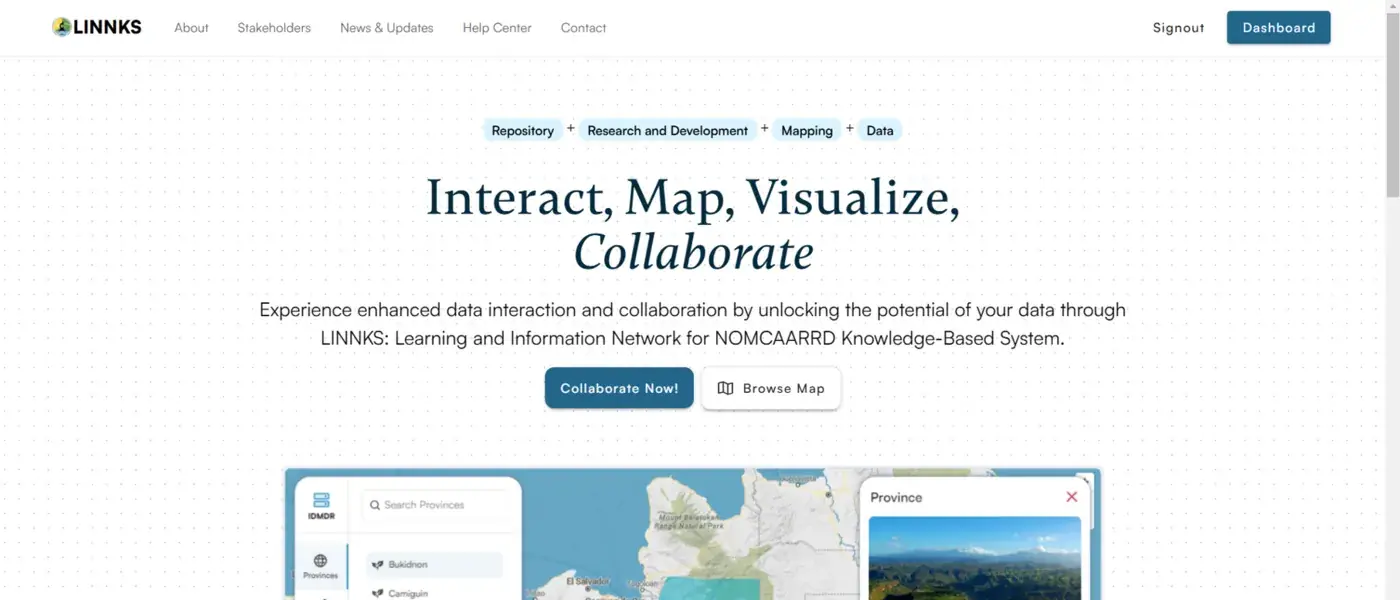 LINNKS
About
Stakeholders
News & Updates
Help Center
Contact
Signout
Dashboard
Repository + Research and Development + Mapping + Data
Interact, Map, Visualize,
Collaborate
Experience enhanced data interaction and collaboration by unlocking the potential of your data through
LINNKS: Learning and Information Network for NOMCAARRD Knowledge-Based System.
Collaborate Now!
Browse Map
IDMDR
Search Provinces
Provinces
Bukidnon
Camiguin
Range Natural Park
El Salvador
Province